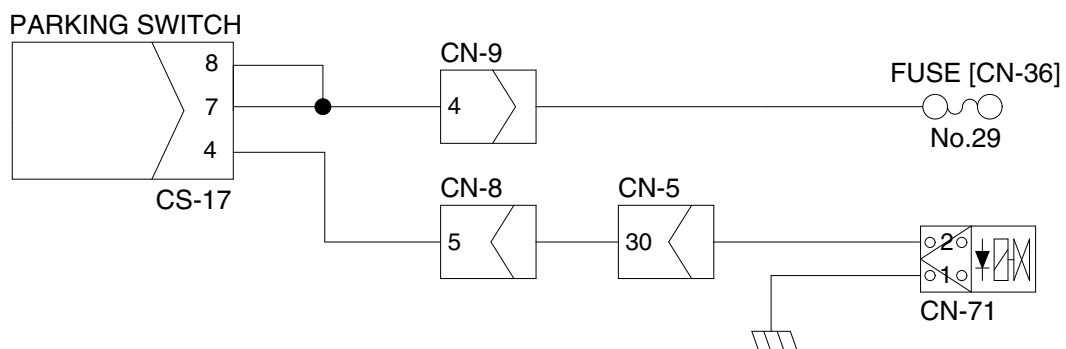 PARKING SWITCH
8
7
4
CS-17
CN-9
4
FUSE [CN-36]
No.29
CN-8
5
CN-5
30
2
1
CN-71